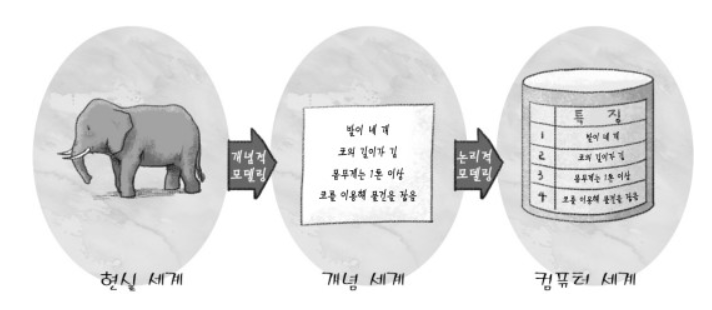 개념적
모델링
발이 네 개
코의 길이가 김
몸무게는 1톤 이상
코를 이용해 물건을 잡음
논리적
모델링
특 징
1 발이 네 개
2 코의 길이가 김
3 몸무게는 1톤 이상
4 코를 이용해 물건을 잡음
현실 세계
개념 세계
컴퓨터 세계